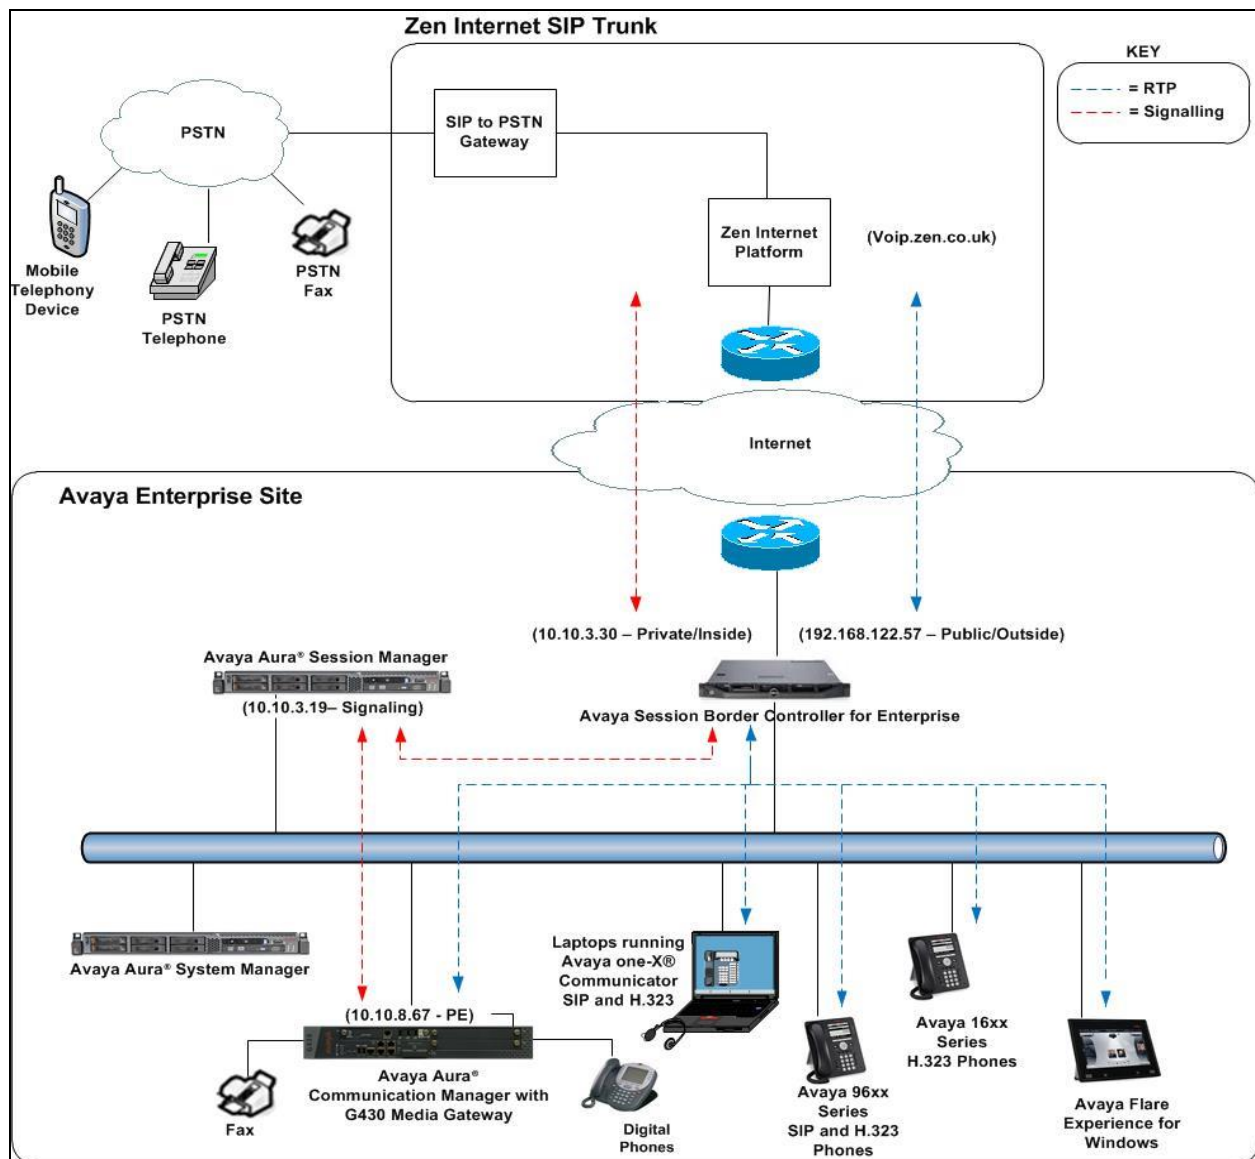 Zen Internet SIP Trunk
KEY
= RTP
= Signalling
PSTN
SIP to PSTN
Gateway
Zen Internet
Platform
(Voip.zen.co.uk)
Mobile
Telephony
Device
PSTN
Telephone
PSTN
Fax
Internet
Avaya Enterprise Site
(10.10.3.30 – Private/Inside)
(192.168.122.57 – Public/Outside)
Avaya Aura® Session Manager
(10.10.3.19– Signaling)
Avaya Session Border Controller for Enterprise
Avaya Aura® System Manager
(10.10.8.67 - PE)
Fax
Avaya Aura®
Communication Manager with
G430 Media Gateway
Digital
Phones
Laptops running
Avaya one-X®
Communicator
SIP and H.323
Avaya 96xx
Series
SIP and H.323
Phones
Avaya 16xx
Series
H.323 Phones
Avaya Flare
Experience for
Windows